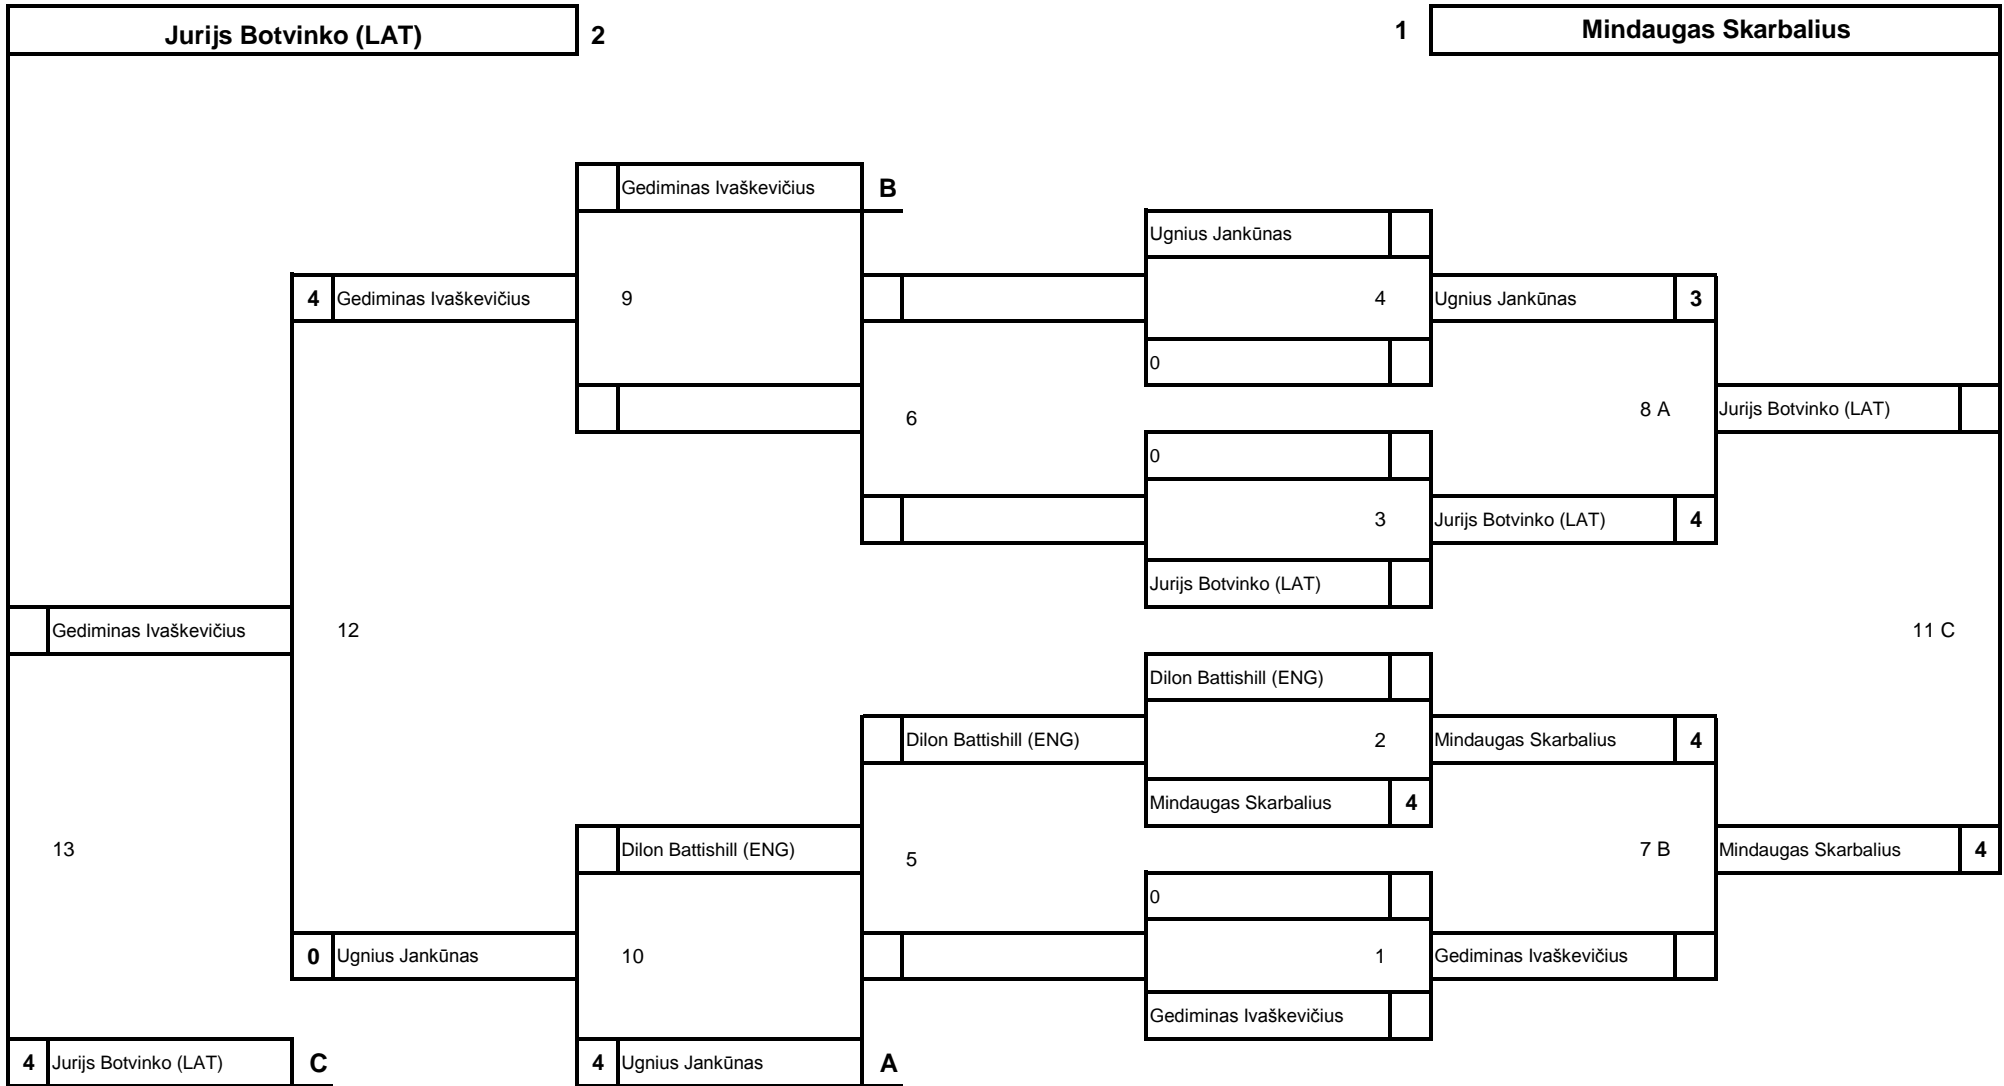 Jurijs Botvinko (LAT) 2 1 Mindaugas Skarbalius
Gediminas Ivaškevičius B
Ugnius Jankūnas
4 Gediminas Ivaškevičius 9 4 Ugnius Jankūnas 3
0
8 A Jurijs Botvinko (LAT)
6
0
3 Jurijs Botvinko (LAT) 4
Jurijs Botvinko (LAT)
Gediminas Ivaškevičius 12 11 C
Dilon Battishill (ENG)
Dilon Battishill (ENG) 2 Mindaugas Skarbalius 4
Mindaugas Skarbalius 4
13 Dilon Battishill (ENG) 5 7 B Mindaugas Skarbalius 4
0
0 Ugnius Jankūnas 10 1 Gediminas Ivaškevičius
Gediminas Ivaškevičius
4 Jurijs Botvinko (LAT) C 4 Ugnius Jankūnas A